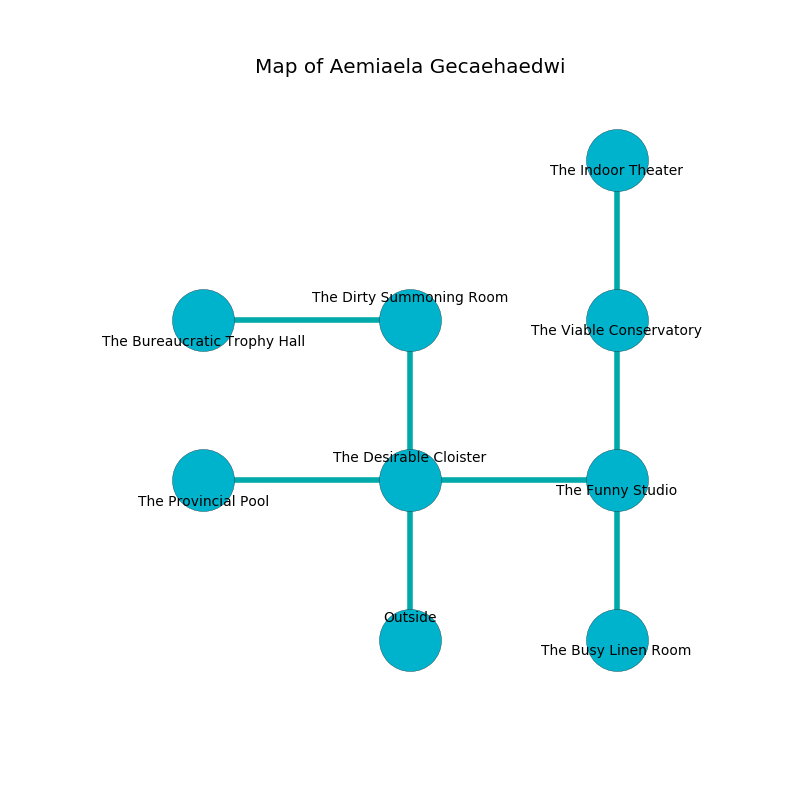 Map of Aemiaela Gecaehaedwi
The Indoor Theater
The Dirty Summoning Room
The Viable Conservatory
The Bureaucratic Trophy Hall
The Desirable Cloister
The Funny Studio
The Provincial Pool
Outside
The Busy Linen Room